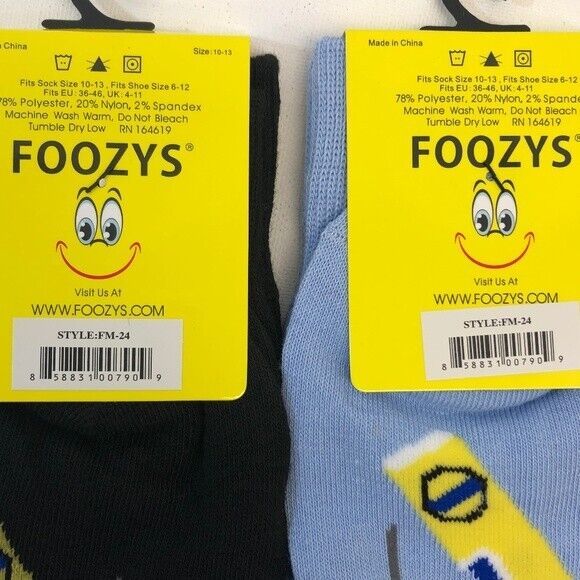 in China
Size: 10-13
Fits Sock Size 10-13 , Fits Shoe Size 6-12
Fits EU : 36-46, UK: 4-11
78% Polyester, 20% Nylon, 2% Spandex
Machine Wash Warm, Do Not Bleach
Tumble Dry Low RN 164619
FOOZYS®
Visit Us At
WWW.FOOZYS.COM
STYLE:FM-24
8 58831 00790 9
Made in China
Size: 10-
Fits Sock Size 10-13 , Fits Shoe Size 6-12
Fits EU : 36-46, UK: 4-11
78% Polyester, 20% Nylon, 2% Spandex
Machine Wash Warm, Do Not Bleach
Tumble Dry Low RN 164619
FOOZYS®
Visit Us At
WWW.FOOZYS.COM
STYLE:FM-24
8 58831 00790 9